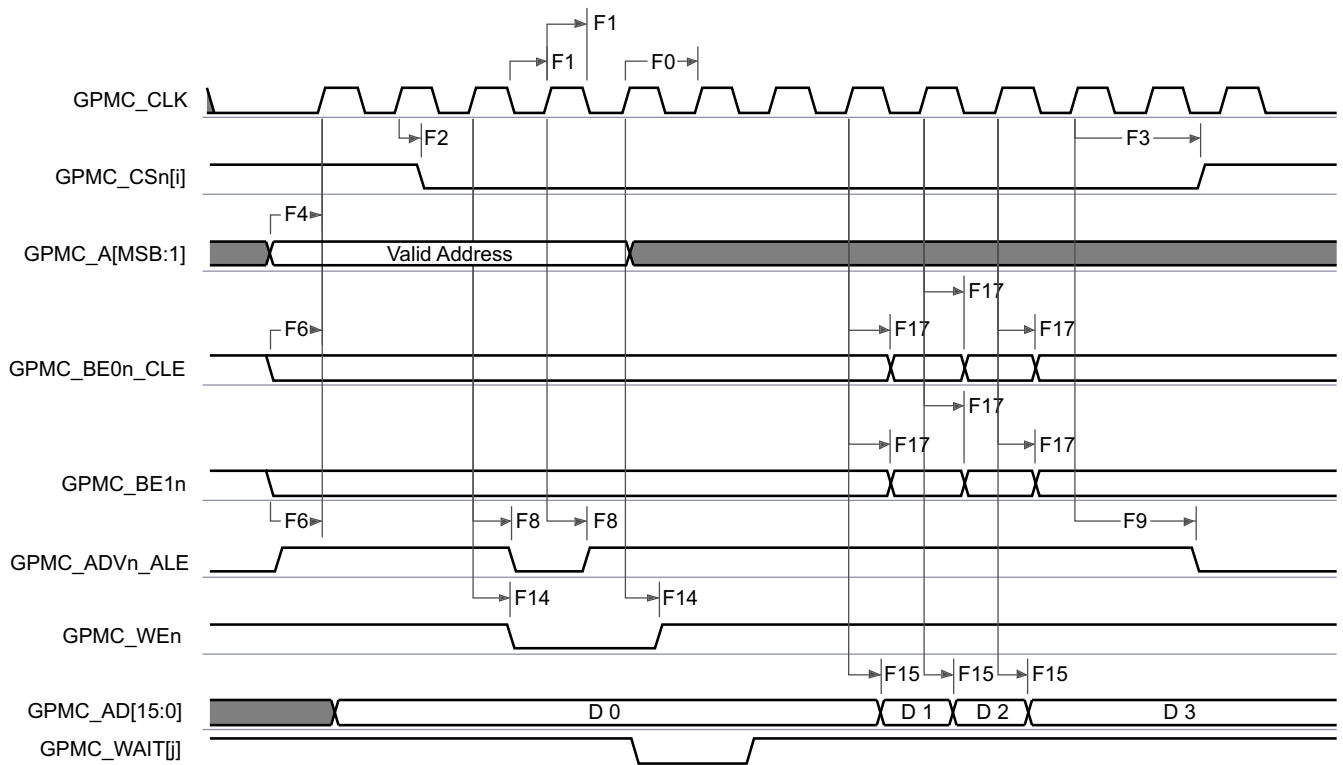 F1
F1
F0
GPMC_CLK
F2
F3
GPMC_CSn[i]
F4
GPMC_A[MSB:1]
Valid Address
F17
F6
F17
F17
GPMC_BE0n_CLE
F17
F17
F17
GPMC_BE1n
F6
F8
F8
F9
GPMC_ADVn_ALE
F14
F14
GPMC_WEn
F15
F15
F15
GPMC_AD[15:0]
D 0
D 1
D 2
D 3
GPMC_WAIT[j]